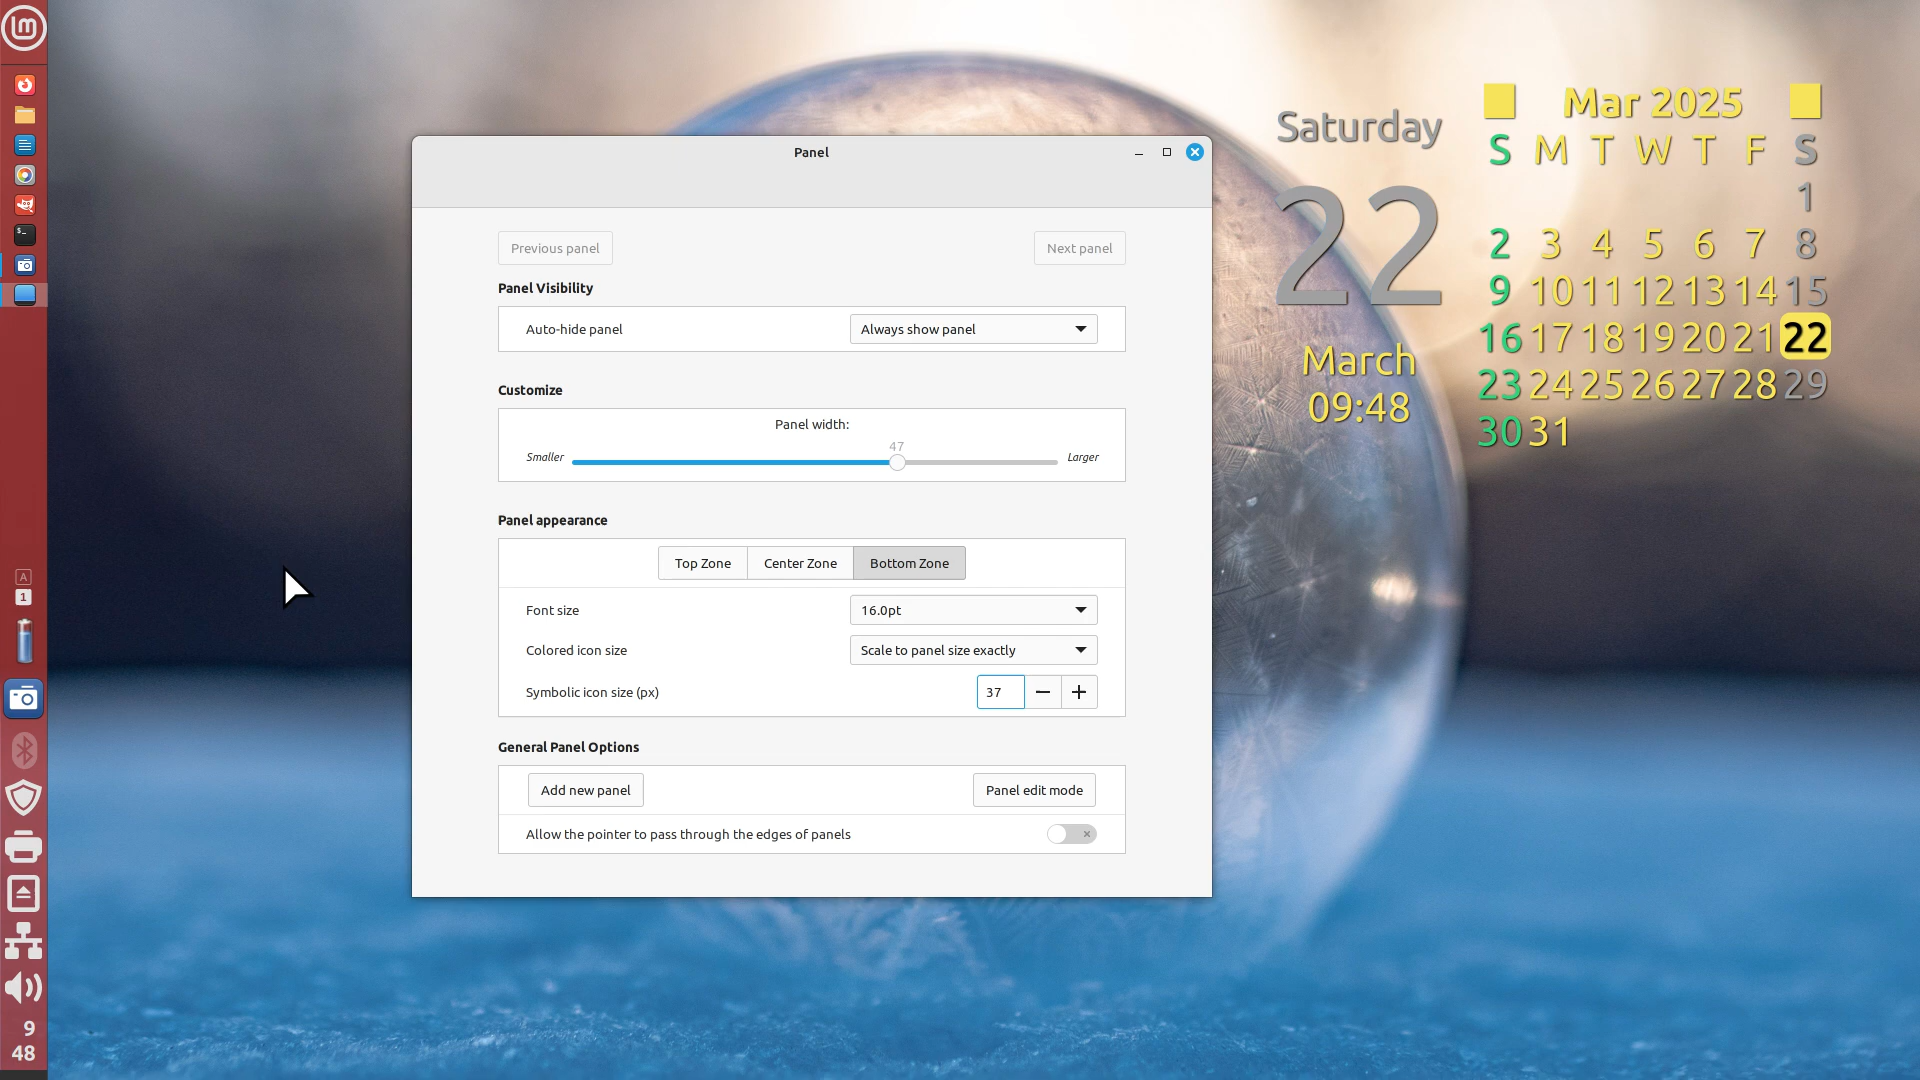 Panel
Previous panel
Next panel
Panel Visibility
Auto-hide panel
Always show panel
Customize
Panel width:
47
Smaller
Larger
Panel appearance
Top Zone
Center Zone
Bottom Zone
Font size
16.0pt
Colored icon size
Scale to panel size exactly
Symbolic icon size (px)
37
General Panel Options
Add new panel
Panel edit mode
Allow the pointer to pass through the edges of panels
Saturday
22
March
09:48
Mar 2025
S M T W T F S
1
2 3 4 5 6 7 8
9 10 11 12 13 14 15
16 17 18 19 20 21 22
23 24 25 26 27 28 29
30 31
lm
$_
A
1
9
48